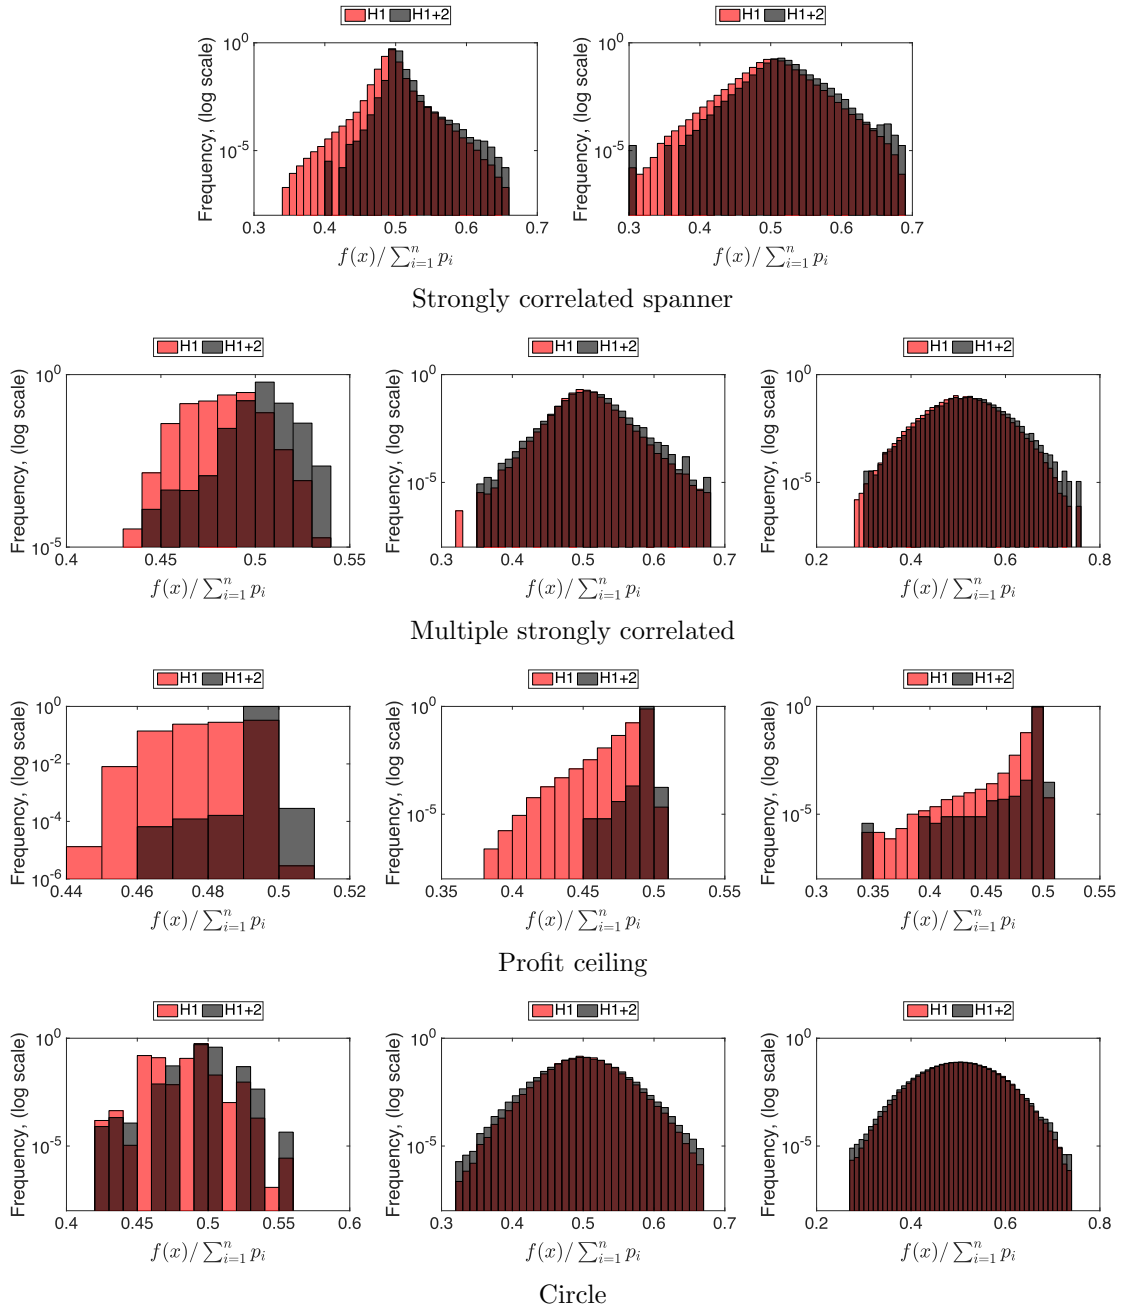 H1 H1+2
H1 H1+2
Frequency, (log scale)
10^0
10^-5
0.3 0.4 0.5 0.6 0.7
f(x)/∑_{i=1}^{n} p_i
Frequency, (log scale)
10^0
10^-5
0.3 0.4 0.5 0.6 0.7
f(x)/∑_{i=1}^{n} p_i
Strongly correlated spanner
H1 H1+2
H1 H1+2
H1 H1+2
Frequency, (log scale)
10^0
10^-5
0.4 0.45 0.5 0.55
f(x)/∑_{i=1}^{n} p_i
Frequency, (log scale)
10^0
10^-5
0.3 0.4 0.5 0.6 0.7
f(x)/∑_{i=1}^{n} p_i
Frequency, (log scale)
10^0
10^-5
0.2 0.4 0.6 0.8
f(x)/∑_{i=1}^{n} p_i
Multiple strongly correlated
H1 H1+2
H1 H1+2
H1 H1+2
Frequency, (log scale)
10^0
10^-2
10^-4
10^-6
0.44 0.46 0.48 0.5 0.52
f(x)/∑_{i=1}^{n} p_i
Frequency, (log scale)
10^0
10^-5
0.35 0.4 0.45 0.5 0.55
f(x)/∑_{i=1}^{n} p_i
Frequency, (log scale)
10^0
10^-5
0.3 0.35 0.4 0.45 0.5 0.55
f(x)/∑_{i=1}^{n} p_i
Profit ceiling
H1 H1+2
H1 H1+2
H1 H1+2
Frequency, (log scale)
10^0
10^-5
0.4 0.45 0.5 0.55 0.6
f(x)/∑_{i=1}^{n} p_i
Frequency, (log scale)
10^0
10^-5
0.3 0.4 0.5 0.6 0.7
f(x)/∑_{i=1}^{n} p_i
Frequency, (log scale)
10^0
10^-5
0.2 0.4 0.6 0.8
f(x)/∑_{i=1}^{n} p_i
Circle